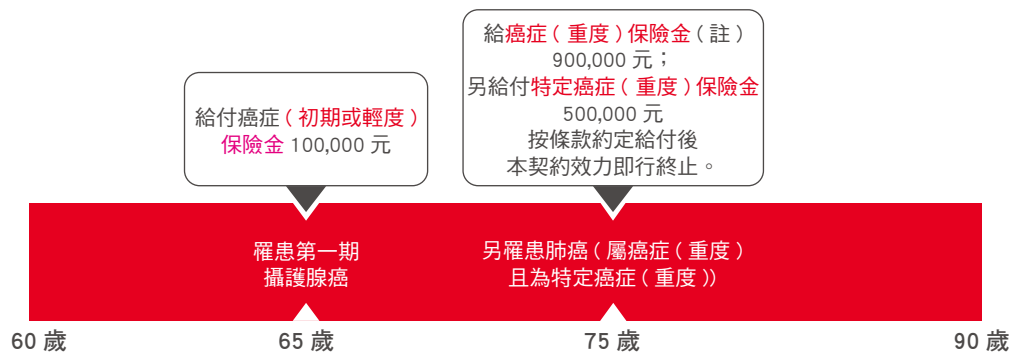 給付癌症（初期或輕度）
保險金 100,000 元
給癌症（重度）保險金（註）
900,000 元；
另給付特定癌症（重度）保險金
500,000 元
按條款約定給付後
本契約效力即行終止。
罹患第一期
攝護腺癌
另罹患肺癌（屬癌症（重度）
且為特定癌症（重度））
60 歲
65 歲
75 歲
90 歲